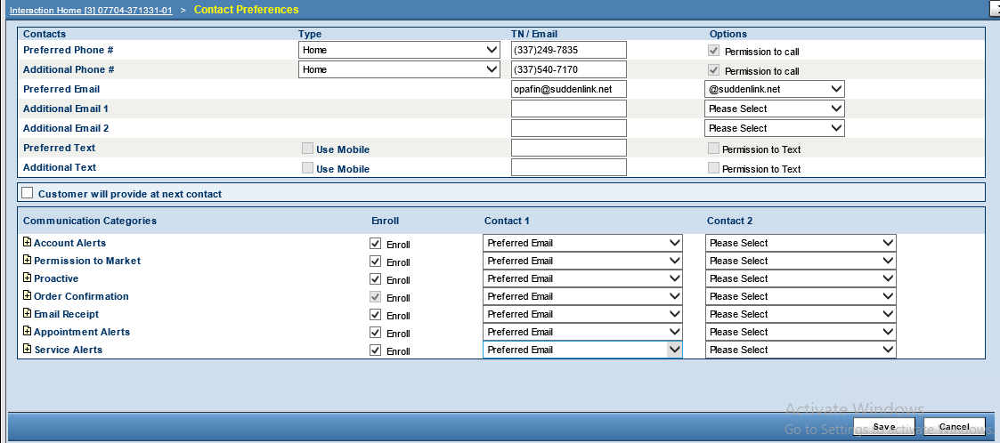 Interaction Home [3] 07704-371331-01 > Contact Preferences
Contacts Type TN / Email Options
Preferred Phone # Home (337)249-7835 Permission to call
Additional Phone # Home (337)540-7170 Permission to call
Preferred Email opafin@suddenlink.net @suddenlink.net
Additional Email 1 Please Select
Additional Email 2 Please Select
Preferred Text Use Mobile Permission to Text
Additional Text Use Mobile Permission to Text
Customer will provide at next contact
Communication Categories Enroll Contact 1 Contact 2
Account Alerts Enroll Preferred Email Please Select
Permission to Market Enroll Preferred Email Please Select
Proactive Enroll Preferred Email Please Select
Order Confirmation Enroll Preferred Email Please Select
Email Receipt Enroll Preferred Email Please Select
Appointment Alerts Enroll Preferred Email Please Select
Service Alerts Enroll Preferred Email Please Select
Activate Windows
Go to Settings to activate Windows.
Save Cancel